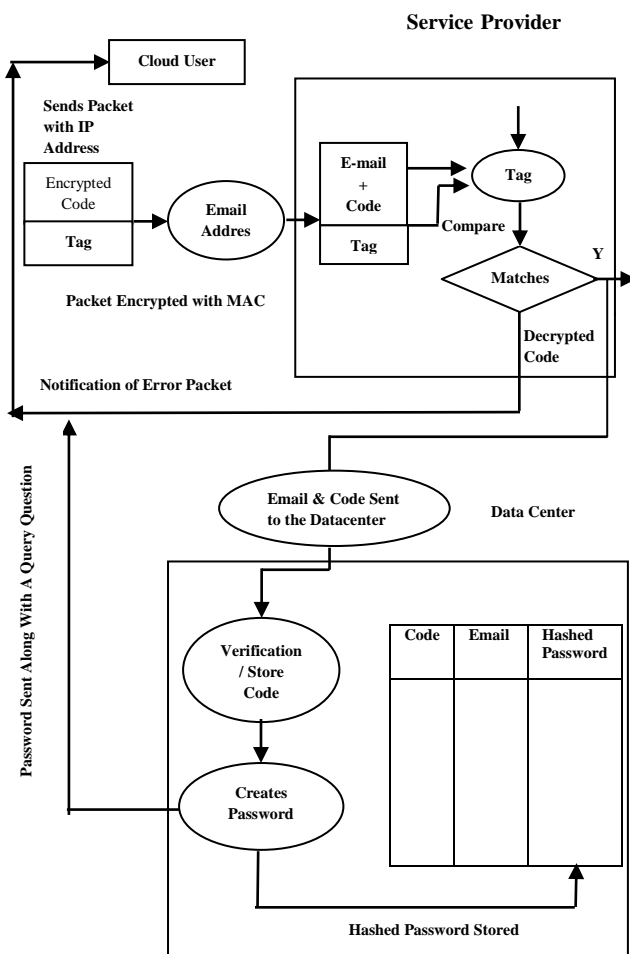 Service Provider
Cloud User
Sends Packet
with IP
Address
Encrypted
Code
Tag
Email
Addres
E-mail
+
Code
Tag
Tag
Compare
Matches
Y
Packet Encrypted with MAC
Decrypted
Code
Notification of Error Packet
Password Sent Along With A Query Question
Email & Code Sent
to the Datacenter
Data Center
Verification
/ Store
Code
Code
Email
Hashed
Password
Creates
Password
Hashed Password Stored